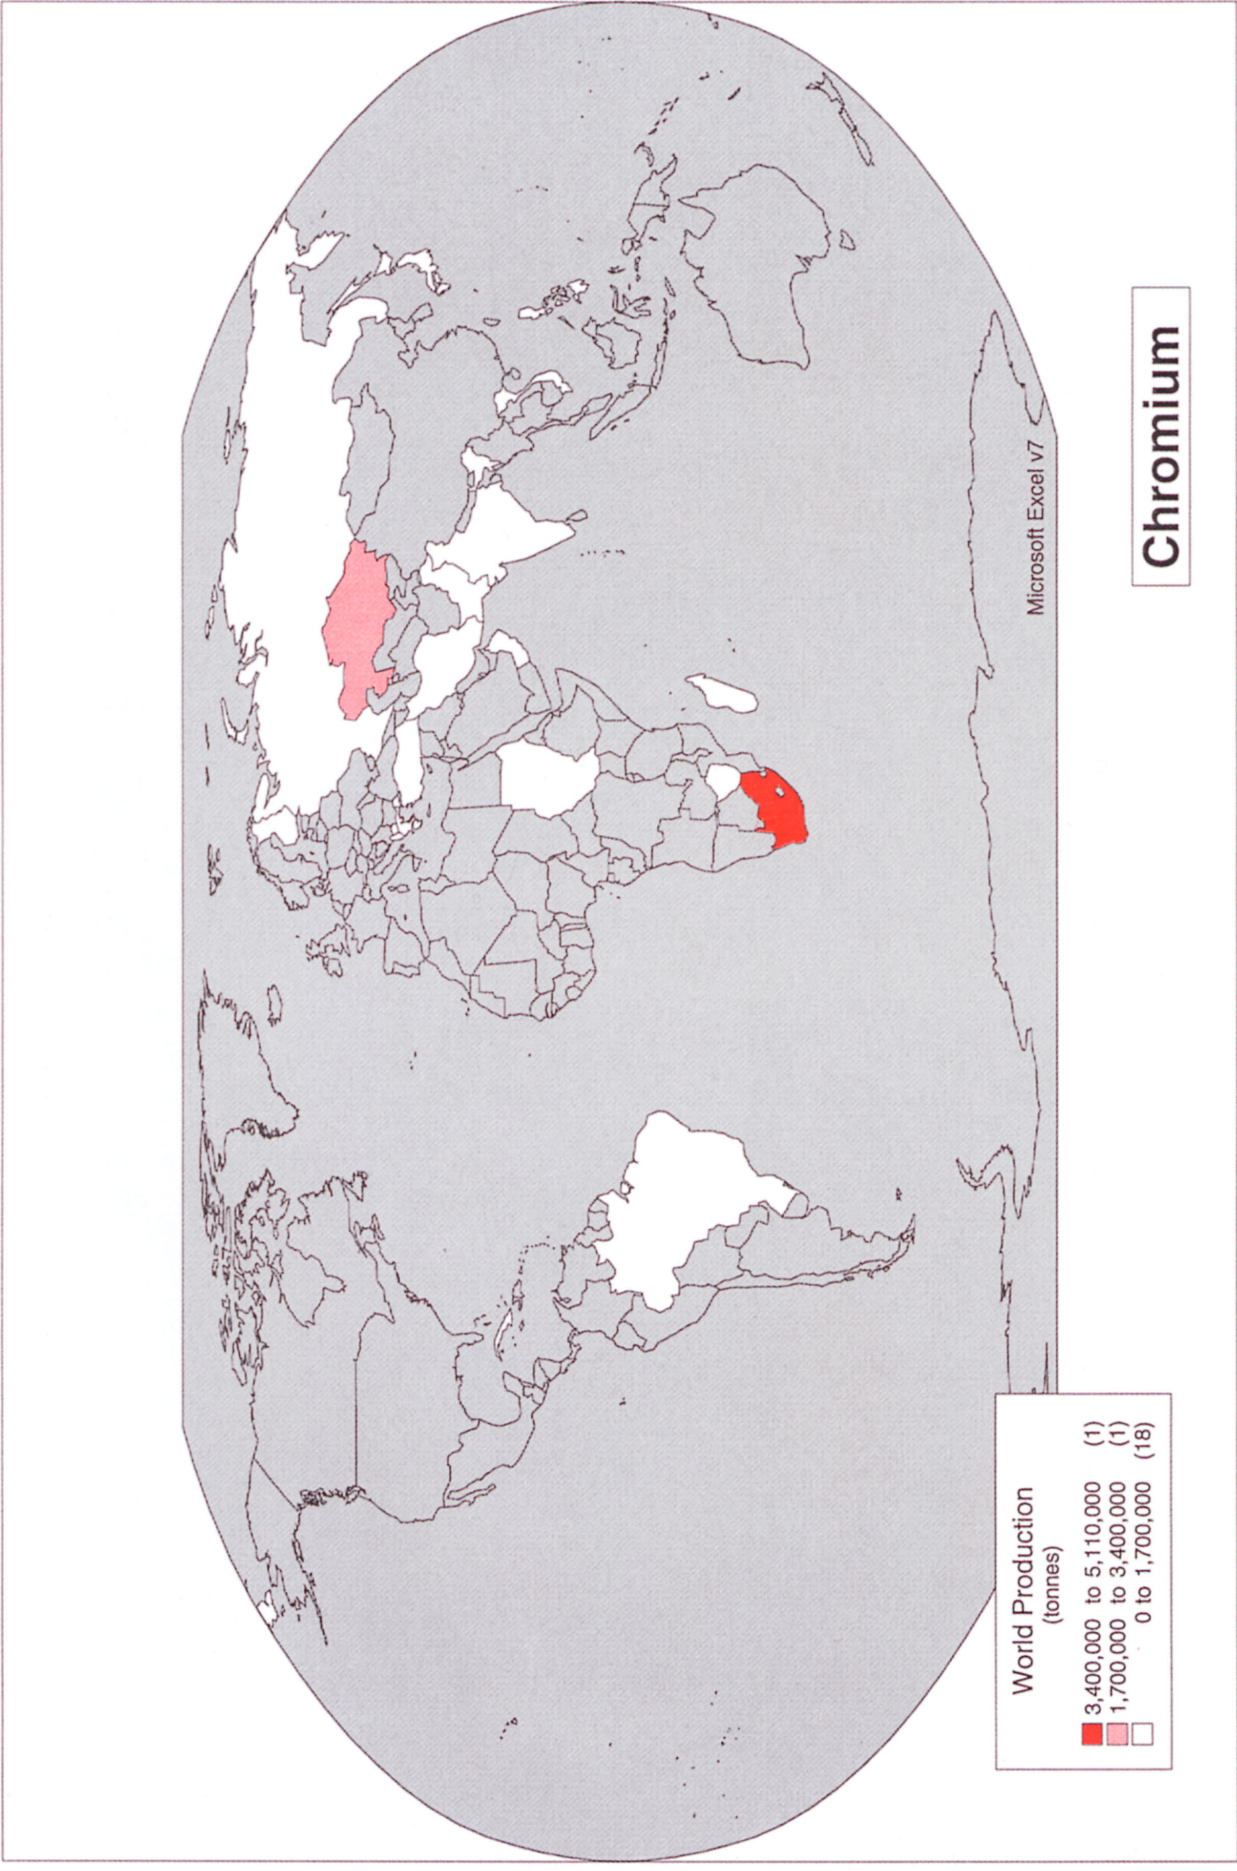 Microsoft Excel v7
World Production
(tonnes)
3,400,000 to 5,110,000 (1)
1,700,000 to 3,400,000 (1)
0 to 1,700,000 (18)
Chromium